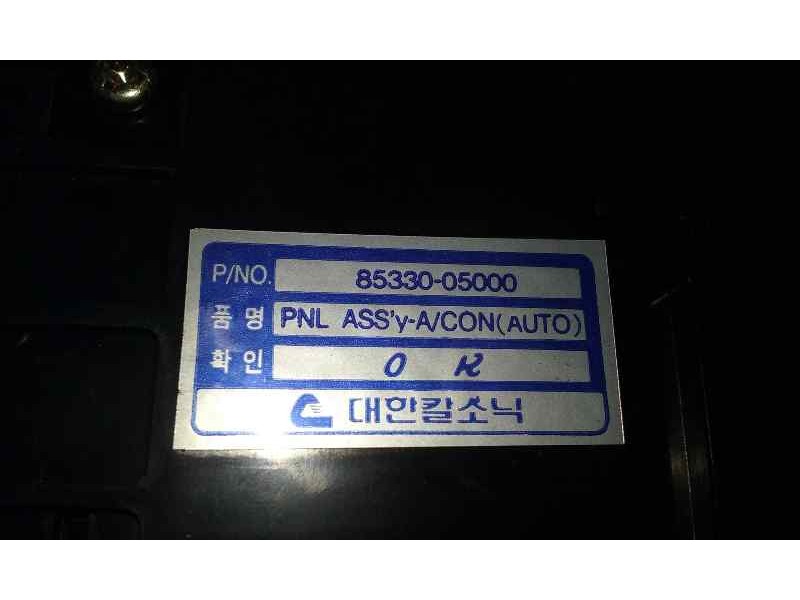 P/NO. 85330-05000
품 명 PNL ASS'y-A/CON(AUTO)
확 인 O K
대한칼소닉